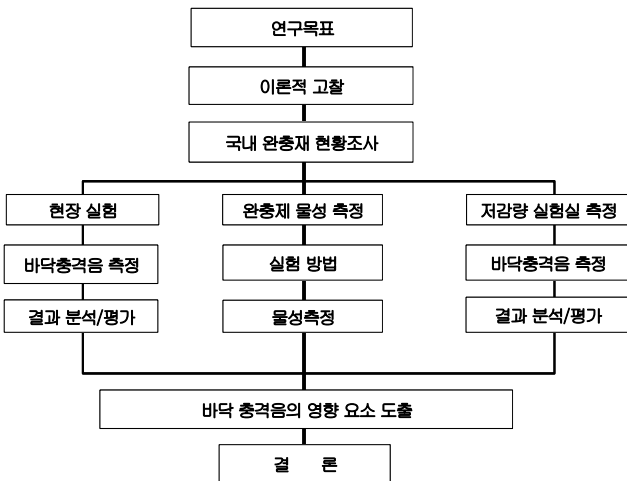 연구목표
이론적 고찰
국내 완충재 현황조사
현장 실험
완충제 물성 측정
저감량 실험실 측정
바닥충격음 측정
실험 방법
바닥충격음 측정
결과 분석/평가
물성측정
결과 분석/평가
바닥 충격음의 영향 요소 도출
결 론